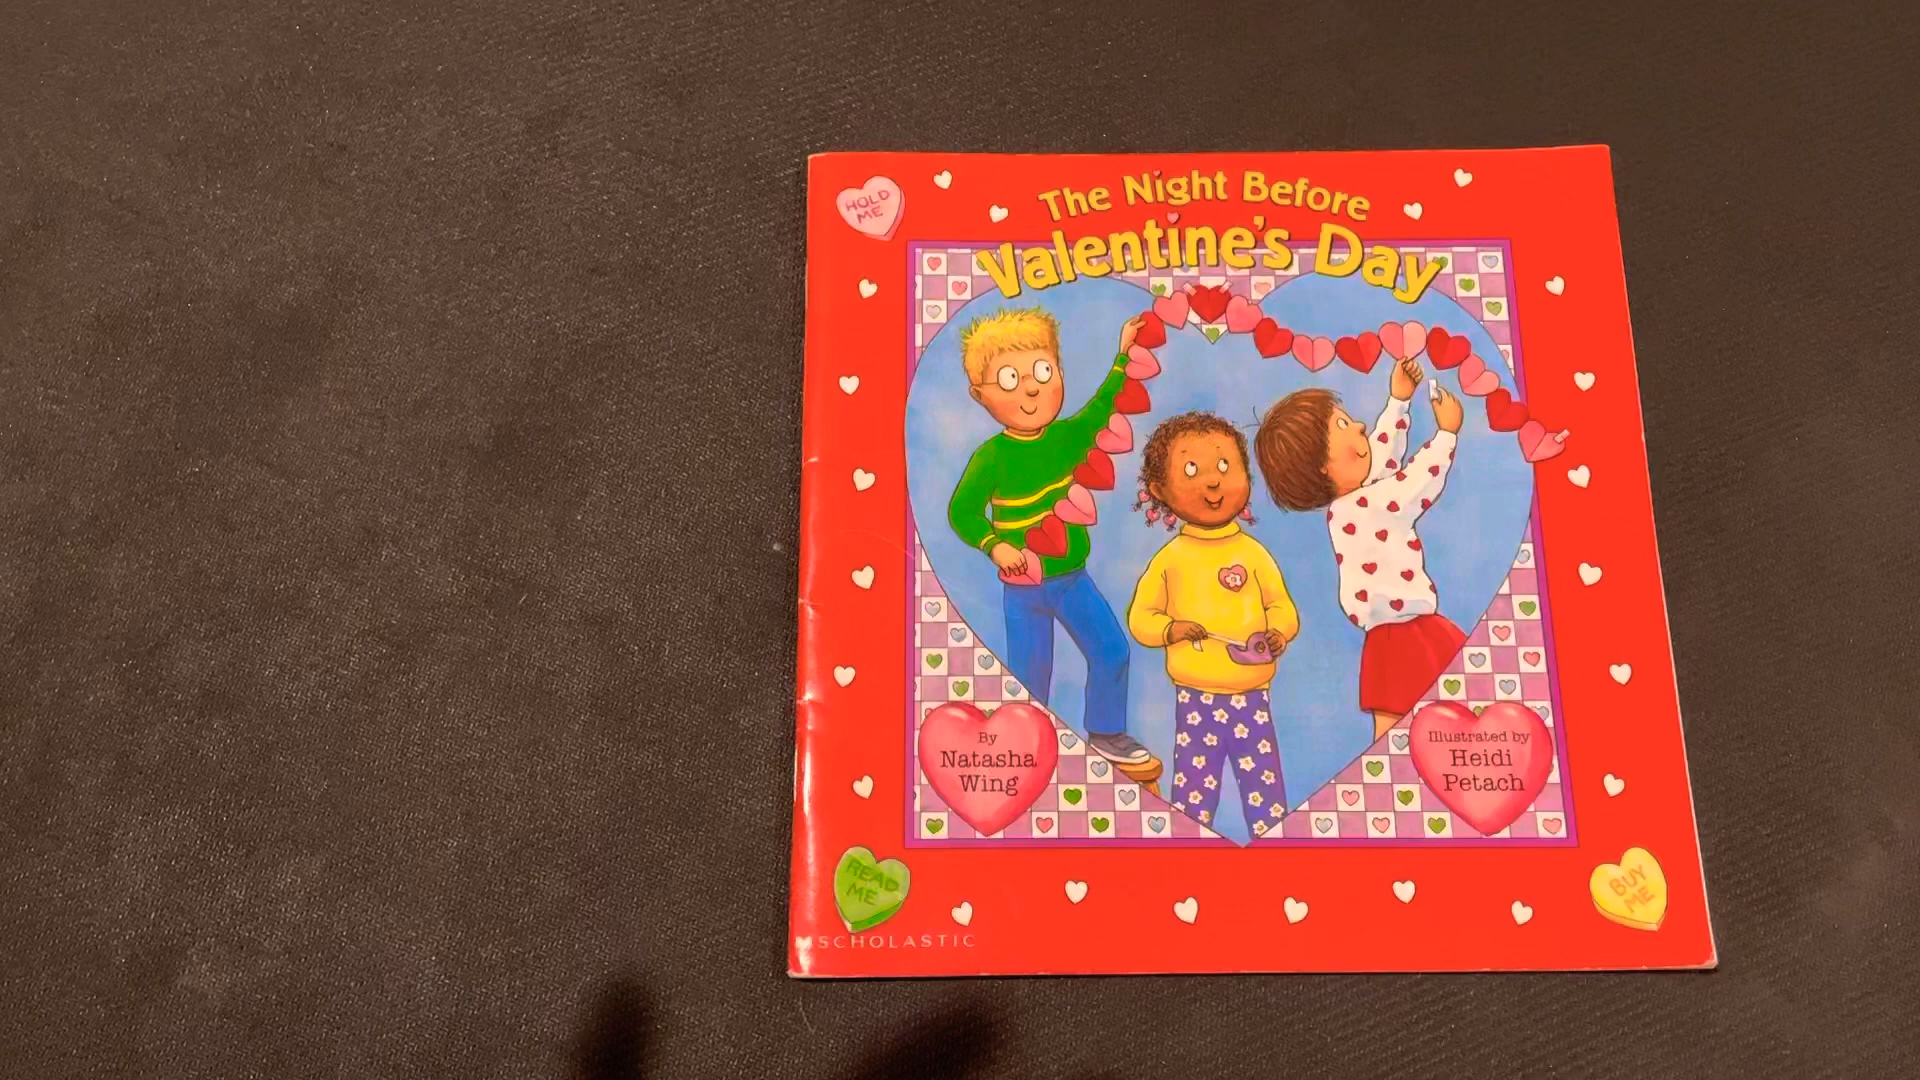 HOLD
ME
The Night Before
Valentine's Day
By
Natasha
Wing
Illustrated by
Heidi
Petach
READ
ME
BUY
ME
SCHOLASTIC